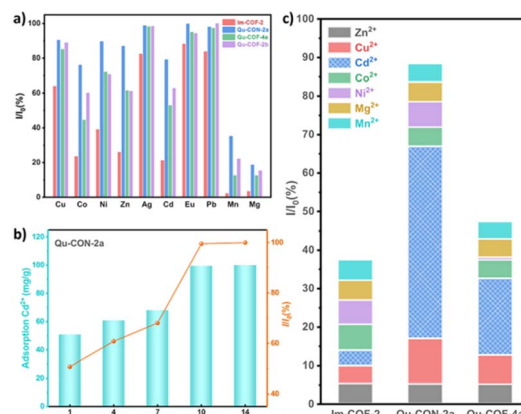 a)
I/I₀(%)
100
80
60
40
20
0
Im-COF-2
Qu-CON-2a
Qu-COF-4a
Qu-COF-2b
Cu Co Ni Zn Ag Cd Eu Pb Mn Mg
b)
Qu-CON-2a
Adsorption Cd²⁺ (mg/g)
120
100
80
60
40
20
0
I/I₀(%)
100
80
60
40
1 4 7 10 14
c)
I/I₀(%)
100
90
80
70
60
50
40
30
20
10
0
Zn²⁺
Cu²⁺
Cd²⁺
Co²⁺
Ni²⁺
Mg²⁺
Mn²⁺
Im-COF-2 Qu-CON-2a Qu-COF-4a